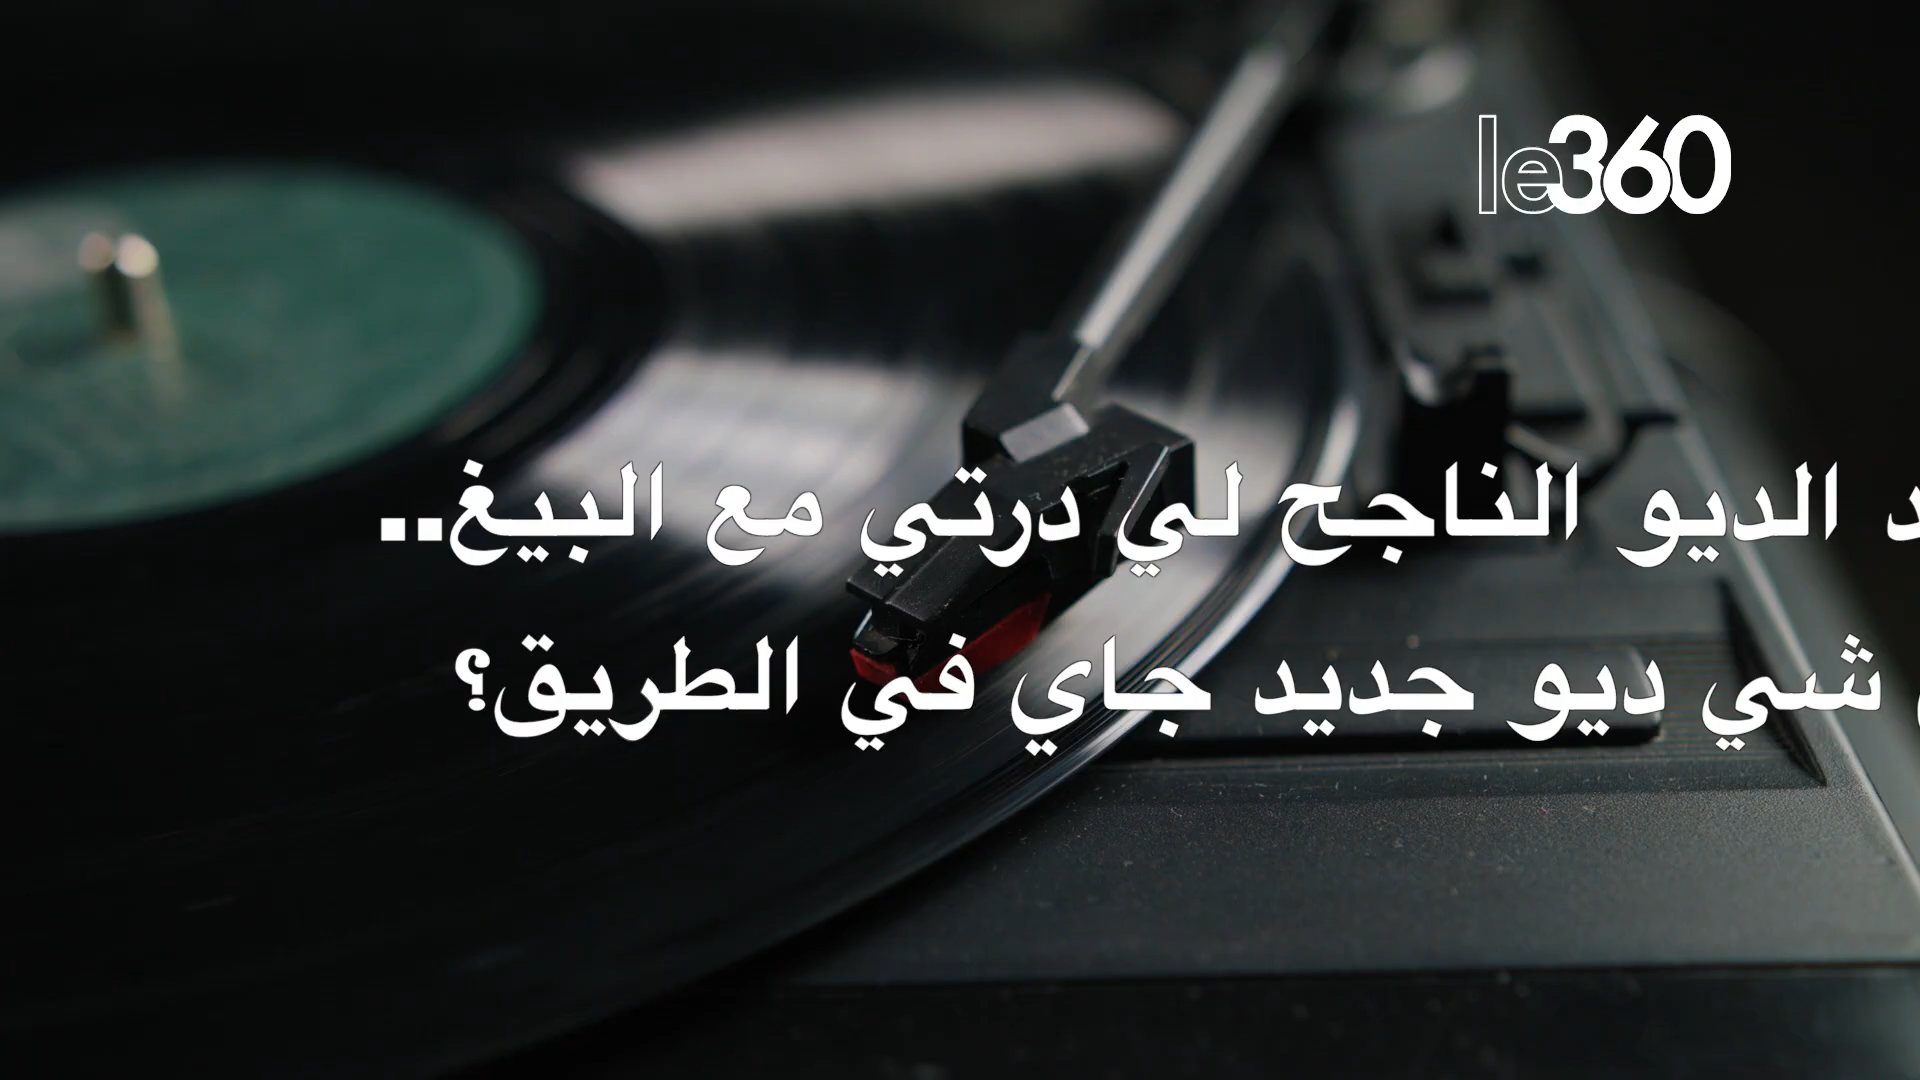 le360
الديو الناجح لي درتي مع البيغ..
شي ديو جديد جاي في الطريق؟